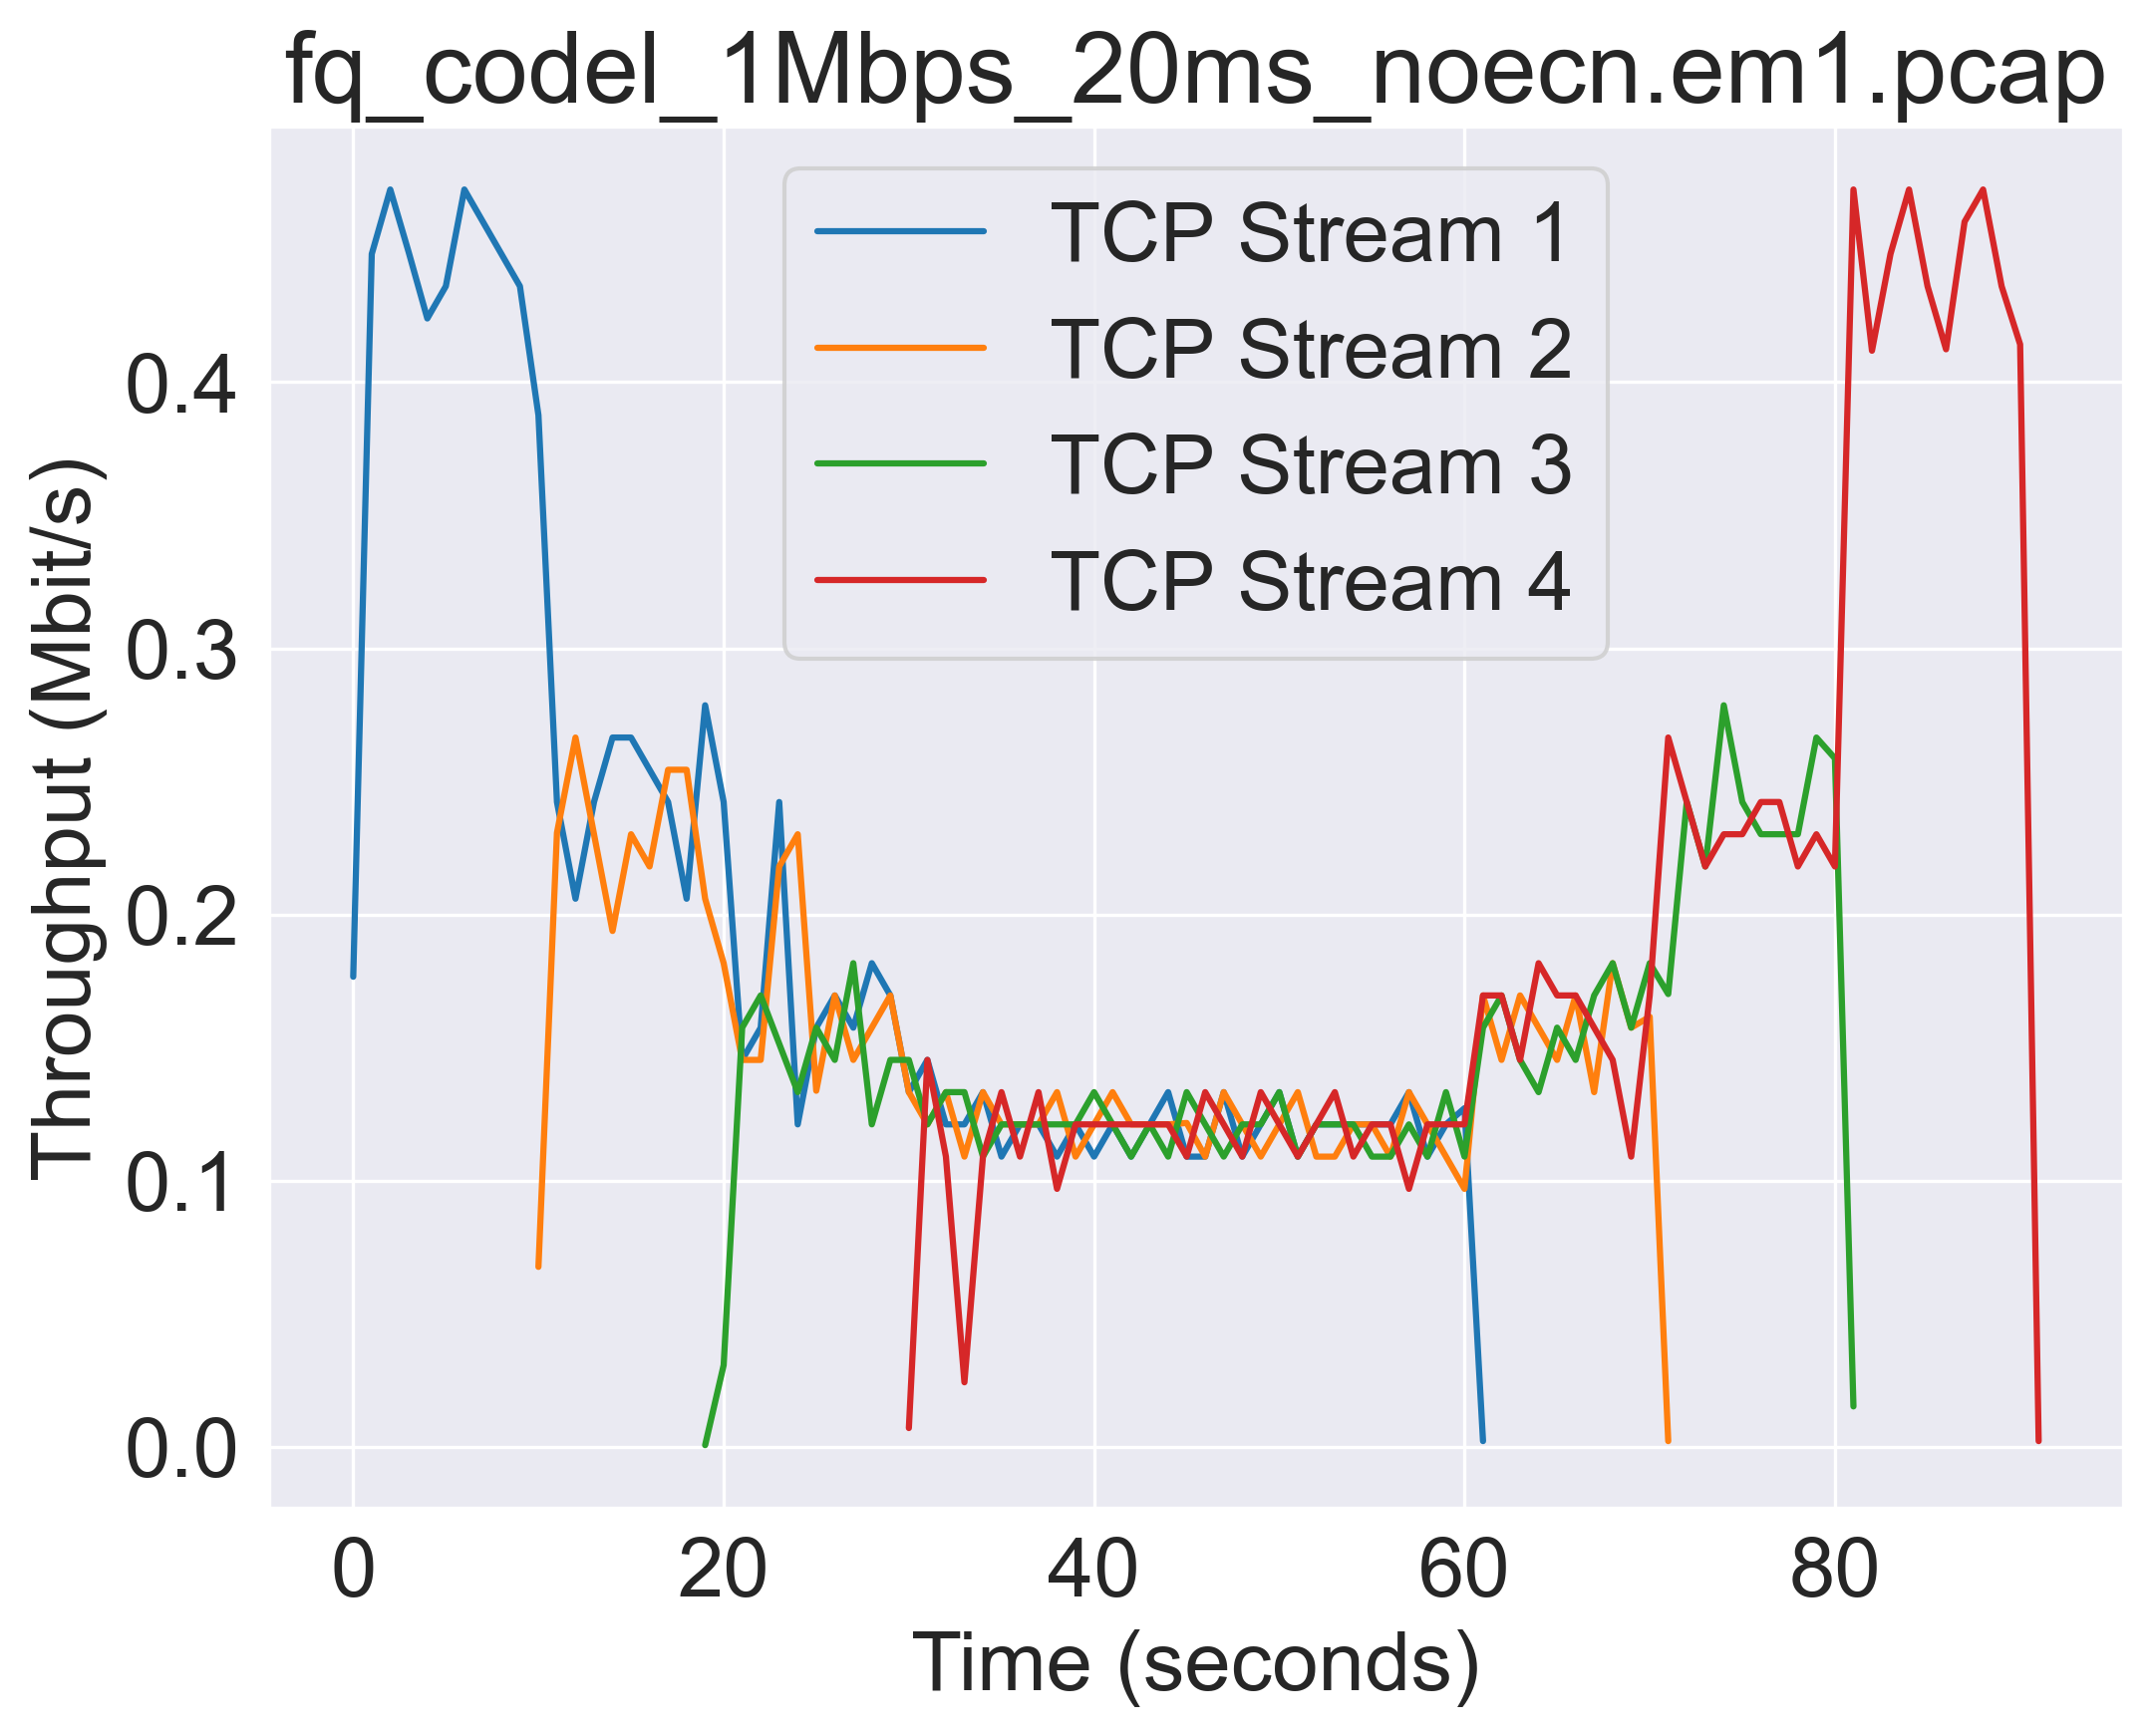 fq_codel_1Mbps_20ms_noecn.em1.pcap
TCP Stream 1
TCP Stream 2
TCP Stream 3
TCP Stream 4
Throughput (Mbit/s)
0.4
0.3
0.2
0.1
0.0
0 20 40 60 80
Time (seconds)